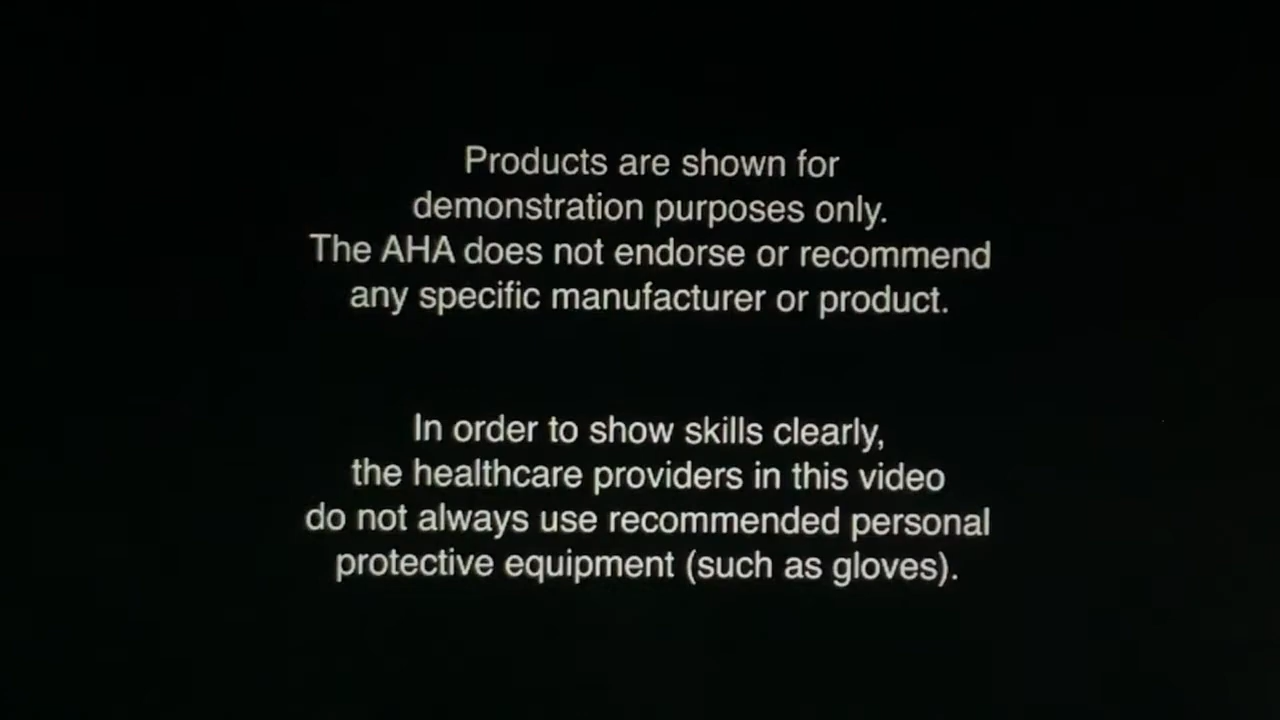 Products are shown for
demonstration purposes only.
The AHA does not endorse or recommend
any specific manufacturer or product.
In order to show skills clearly,
the healthcare providers in this video
do not always use recommended personal
protective equipment (such as gloves).